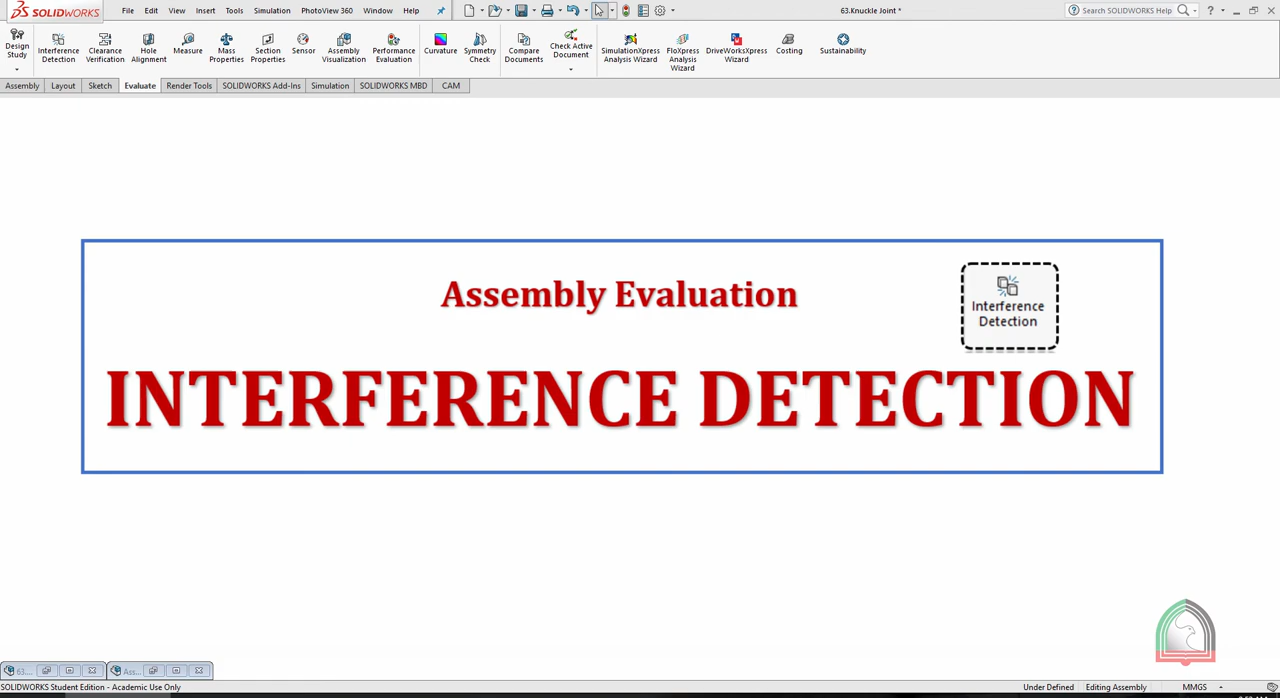 SOLIDWORKS File Edit View Insert Tools Simulation PhotoView 360 Window Help 63.Knuckle Joint * Search SOLIDWORKS Help ?
Design Study
Interference Detection
Clearance Verification
Hole Alignment
Measure
Mass Properties
Section Properties
Sensor
Assembly Visualization
Performance Evaluation
Curvature
Symmetry Check
Compare Documents
Check Active Document
SimulationXpress Analysis Wizard
FloXpress Analysis Wizard
DriveWorksXpress Wizard
Costing
Sustainability
Assembly Layout Sketch Evaluate Render Tools SOLIDWORKS Add-Ins Simulation SOLIDWORKS MBD CAM
Assembly Evaluation
Interference
Detection
INTERFERENCE DETECTION
63.... Ass...
SOLIDWORKS Student Edition - Academic Use Only Under Defined Editing Assembly MMGS